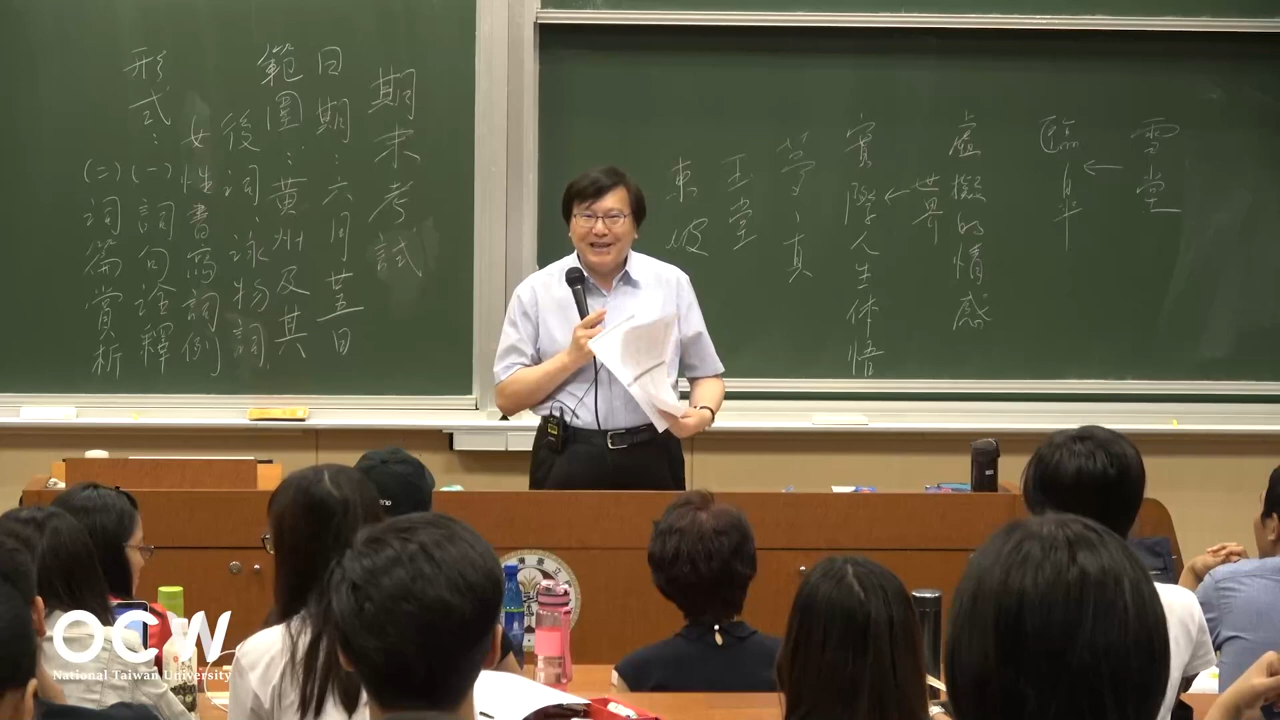 期末考試
日期：六月廿五日
範圍：黃州及其
後詞、詠物詞、
女性書寫詞例
形式：(一)詞句詮釋
(二)詞篇賞析
雪堂
臨皋←
虛擬的情感
世界
實際←人生体悟
夢、真
玉堂
東坡
OCW
National Taiwan University